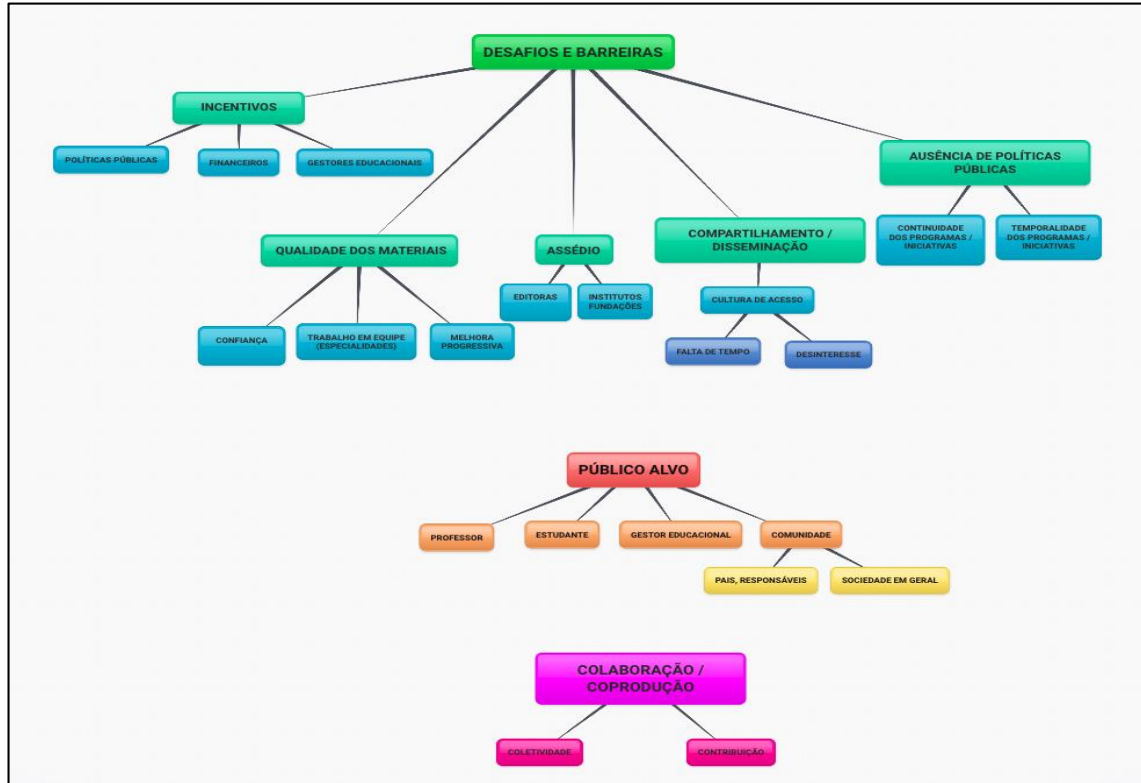 DESAFIOS E BARREIRAS
INCENTIVOS
POLÍTICAS PÚBLICAS
FINANCEIROS
GESTORES EDUCACIONAIS
AUSÊNCIA DE POLÍTICAS
PÚBLICAS
CONTINUIDADE
DOS PROGRAMAS /
INICIATIVAS
TEMPORALIDADE
DOS PROGRAMAS /
INICIATIVAS
QUALIDADE DOS MATERIAIS
CONFIANÇA
TRABALHO EM EQUIPE
(ESPECIALIDADES)
MELHORA
PROGRESSIVA
ASSÉDIO
EDITORAS
INSTITUTOS
FUNDAÇÕES
COMPARTILHAMENTO /
DISSEMINAÇÃO
CULTURA DE ACESSO
FALTA DE TEMPO
DESINTERESSE
PÚBLICO ALVO
PROFESSOR
ESTUDANTE
GESTOR EDUCACIONAL
COMUNIDADE
PAIS, RESPONSÁVEIS
SOCIEDADE EM GERAL
COLABORAÇÃO /
COPRODUÇÃO
COLETIVIDADE
CONTRIBUIÇÃO